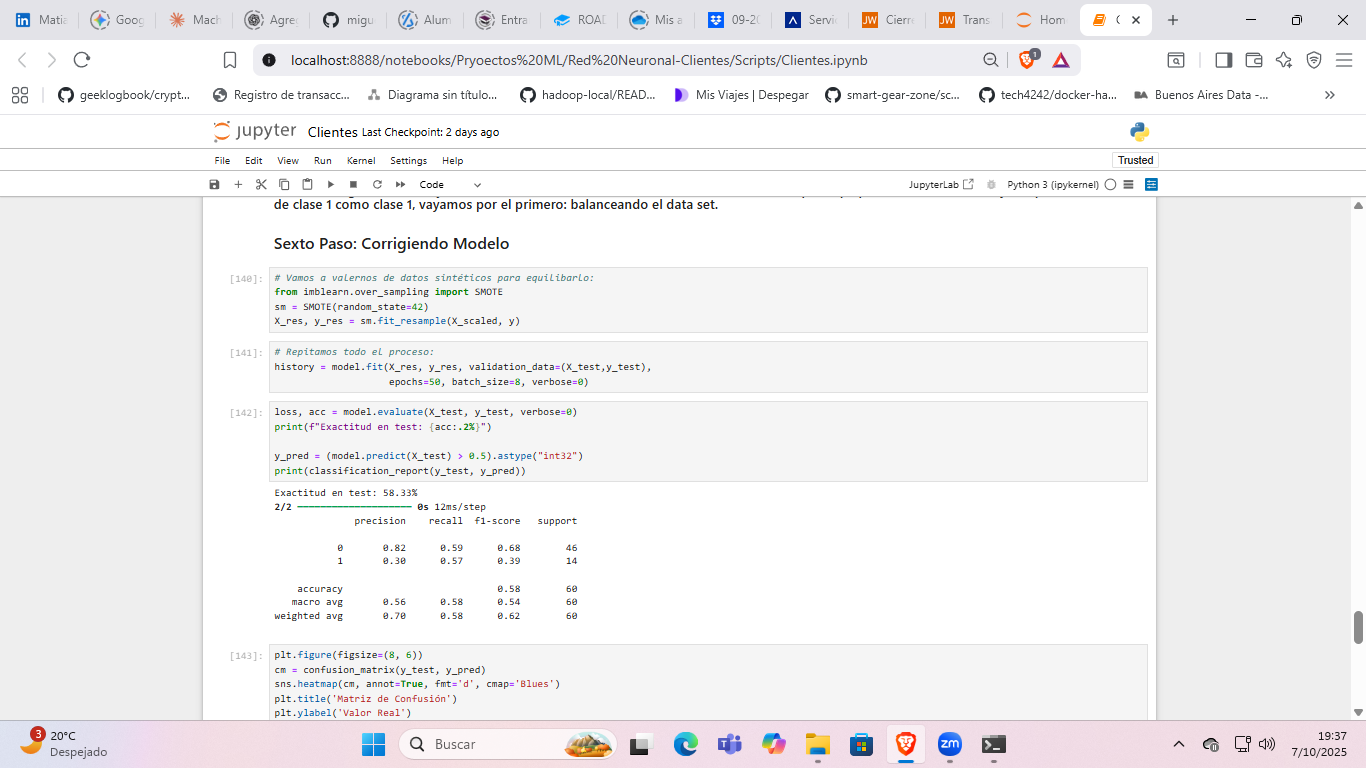 Matia
Goog
Mach
Agreg
migu
Alum
Entra
ROAD
Mis a
09-20
Servic
Cierre
Trans
Hom
localhost:8888/notebooks/Pryoectos%20ML/Red%20Neuronal-Clientes/Scripts/Clientes.ipynb
1
geeklogbook/crypt...
Registro de transacc...
Diagrama sin título...
hadoop-local/READ...
Mis Viajes | Despegar
smart-gear-zone/sc...
tech4242/docker-ha...
BA Buenos Aires Data -...
jupyter Clientes Last Checkpoint: 2 days ago
File Edit View Run Kernel Settings Help
Trusted
Code
JupyterLab
Python 3 (ipykernel)
de clase 1 como clase 1, vayamos por el primero: balanceando el data set.
Sexto Paso: Corrigiendo Modelo
[140]:
# Vamos a valernos de datos sintéticos para equilibarlo:
from imblearn.over_sampling import SMOTE
sm = SMOTE(random_state=42)
X_res, y_res = sm.fit_resample(X_scaled, y)
[141]:
# Repitamos todo el proceso:
history = model.fit(X_res, y_res, validation_data=(X_test,y_test),
epochs=50, batch_size=8, verbose=0)
[142]:
loss, acc = model.evaluate(X_test, y_test, verbose=0)
print(f"Exactitud en test: {acc:.2%}")
y_pred = (model.predict(X_test) > 0.5).astype("int32")
print(classification_report(y_test, y_pred))
Exactitud en test: 58.33%
2/2 ━━━━━━━━━━━━━━━━━━━━ 0s 12ms/step
precision recall f1-score support
0 0.82 0.59 0.68 46
1 0.30 0.57 0.39 14
accuracy 0.58 60
macro avg 0.56 0.58 0.54 60
weighted avg 0.70 0.58 0.62 60
[143]:
plt.figure(figsize=(8, 6))
cm = confusion_matrix(y_test, y_pred)
sns.heatmap(cm, annot=True, fmt='d', cmap='Blues')
plt.title('Matriz de Confusión')
plt.ylabel('Valor Real')
3
20°C
Despejado
Buscar
zm
19:37
7/10/2025